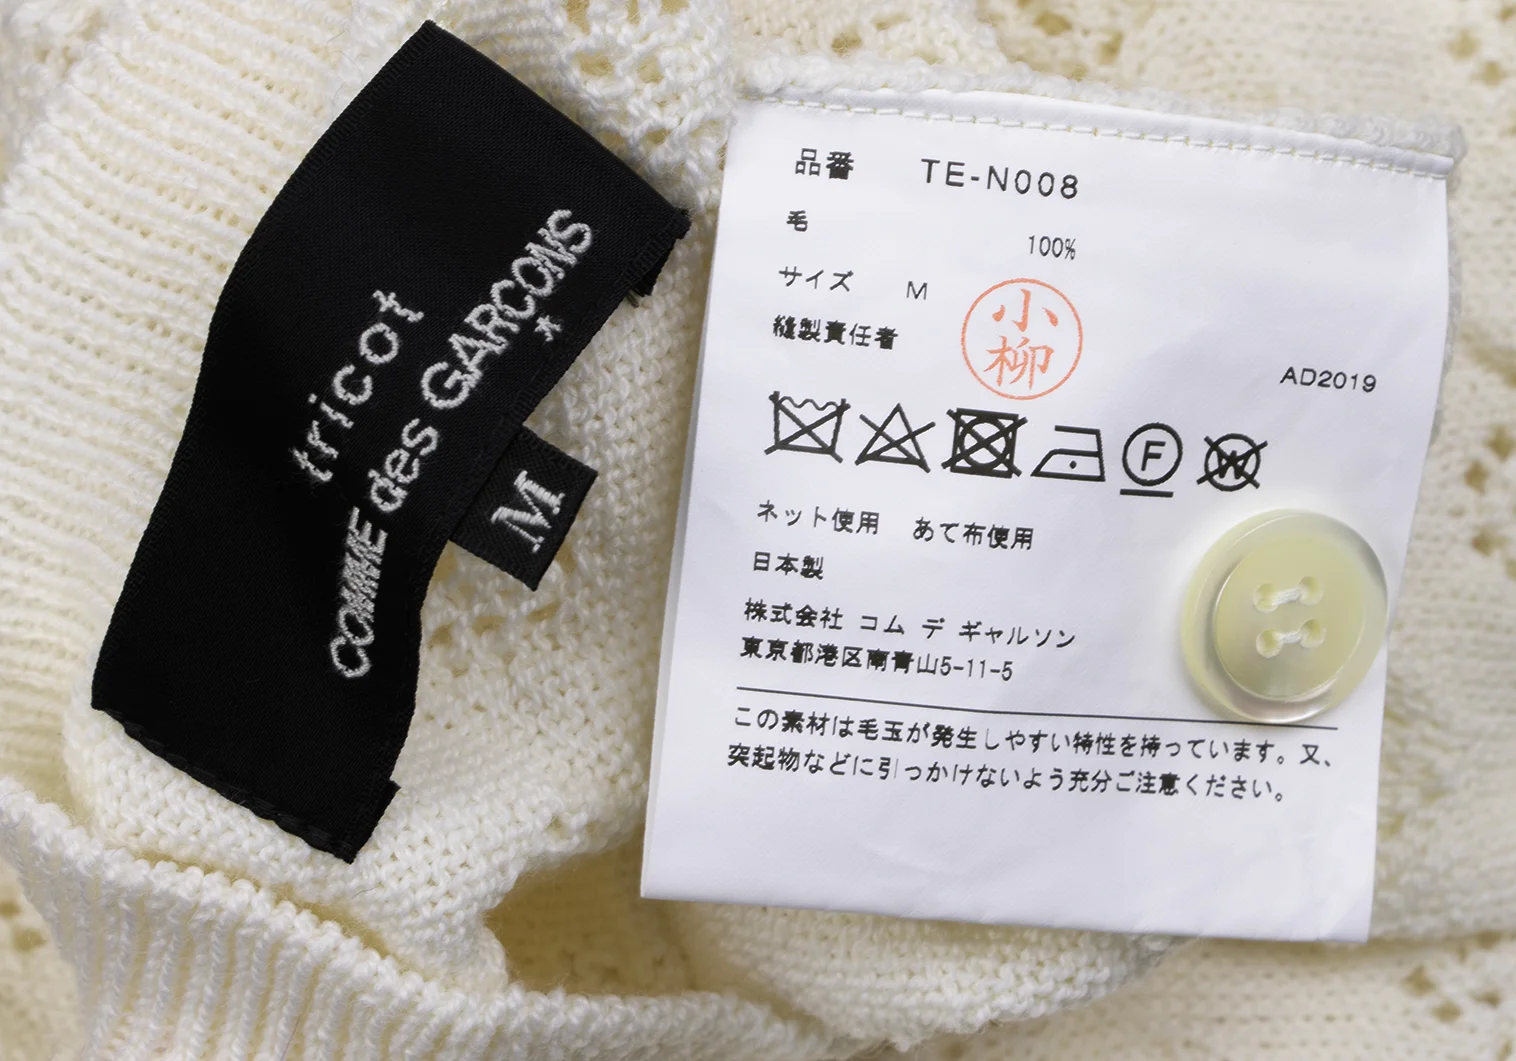 tricot
COMME des GARÇONS
M
品番 TE-N008
毛 100%
サイズ M
縫製責任者 小柳
AD2019
F
W
ネット使用 あて布使用
日本製
株式会社 コム デ ギャルソン
東京都港区南青山5-11-5
この素材は毛玉が発生しやすい特性を持っています。又、
突起物などに引っかけないよう充分ご注意ください。